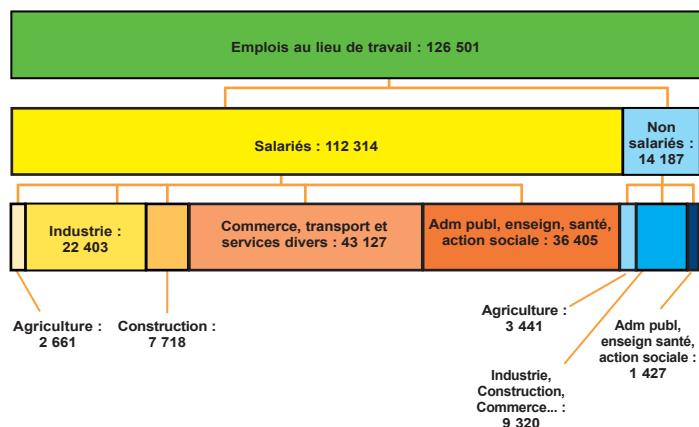 Emplois au lieu de travail : 126 501
Salariés : 112 314
Non
salariés :
14 187
Industrie :
22 403
Commerce, transport et
services divers : 43 127
Adm publ, enseign, santé,
action sociale : 36 405
Agriculture :
2 661
Construction :
7 718
Agriculture :
3 441
Industrie,
Construction,
Commerce... :
9 320
Adm publ,
enseign santé,
action sociale :
1 427